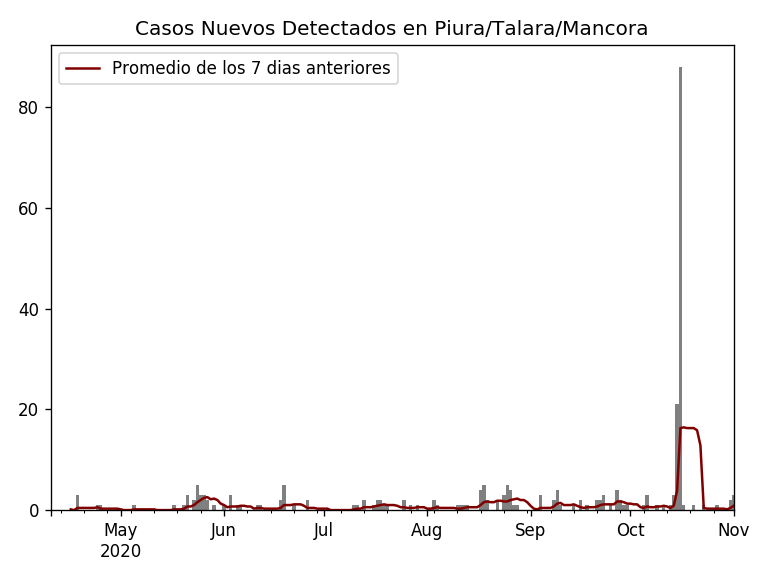 Casos Nuevos Detectados en Piura/Talara/Mancora
Promedio de los 7 dias anteriores
80
60
40
20
0
May Jun Jul Aug Sep Oct Nov
2020